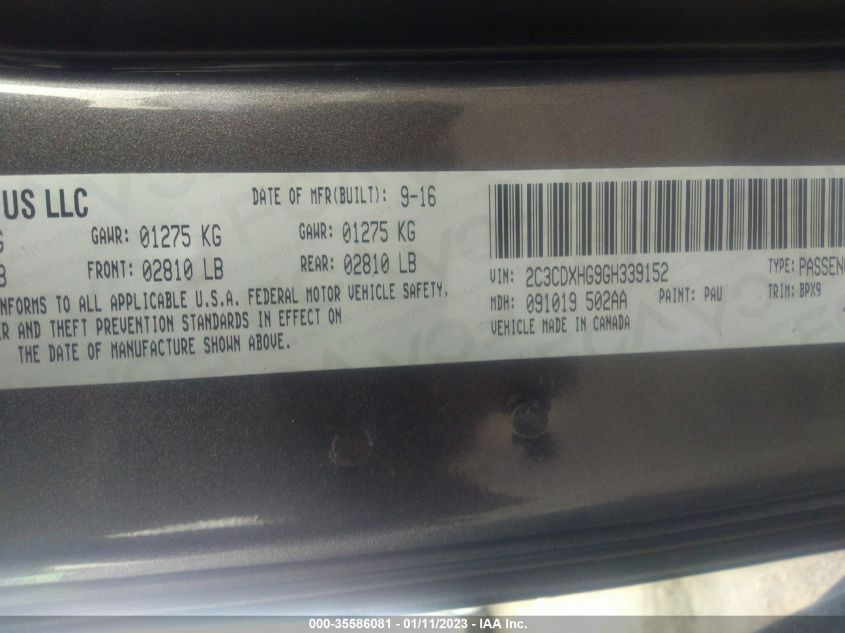 US LLC
DATE OF MFR(BUILT): 9-16
GAWR: 01275 KG GAWR: 01275 KG
FRONT: 02810 LB REAR: 02810 LB
NFORMS TO ALL APPLICABLE U.S.A. FEDERAL MOTOR VEHICLE SAFETY,
ER AND THEFT PREVENTION STANDARDS IN EFFECT ON
THE DATE OF MANUFACTURE SHOWN ABOVE.
VIN: 2C3CDXHG9GH339152 TYPE: PASSENG
MDH: 091019 502AA PAINT: PAU TRIM: BPX9
VEHICLE MADE IN CANADA
000-35586081 - 01/11/2023 - IAA Inc.